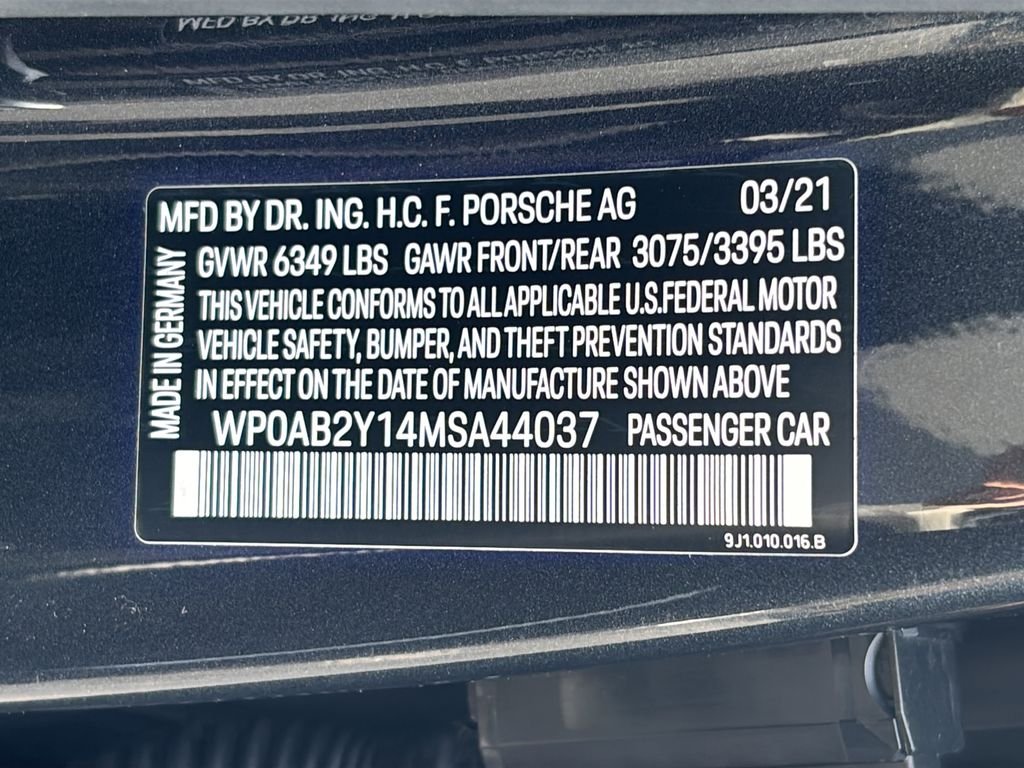 MFD BY DR. ING. H.C. F. PORSCHE AG 03/21
GVWR 6349 LBS GAWR FRONT/REAR 3075/3395 LBS
THIS VEHICLE CONFORMS TO ALL APPLICABLE U.S.FEDERAL MOTOR
VEHICLE SAFETY, BUMPER, AND THEFT PREVENTION STANDARDS
IN EFFECT ON THE DATE OF MANUFACTURE SHOWN ABOVE
WP0AB2Y14MSA44037 PASSENGER CAR
MADE IN GERMANY
9J1.010.016.B